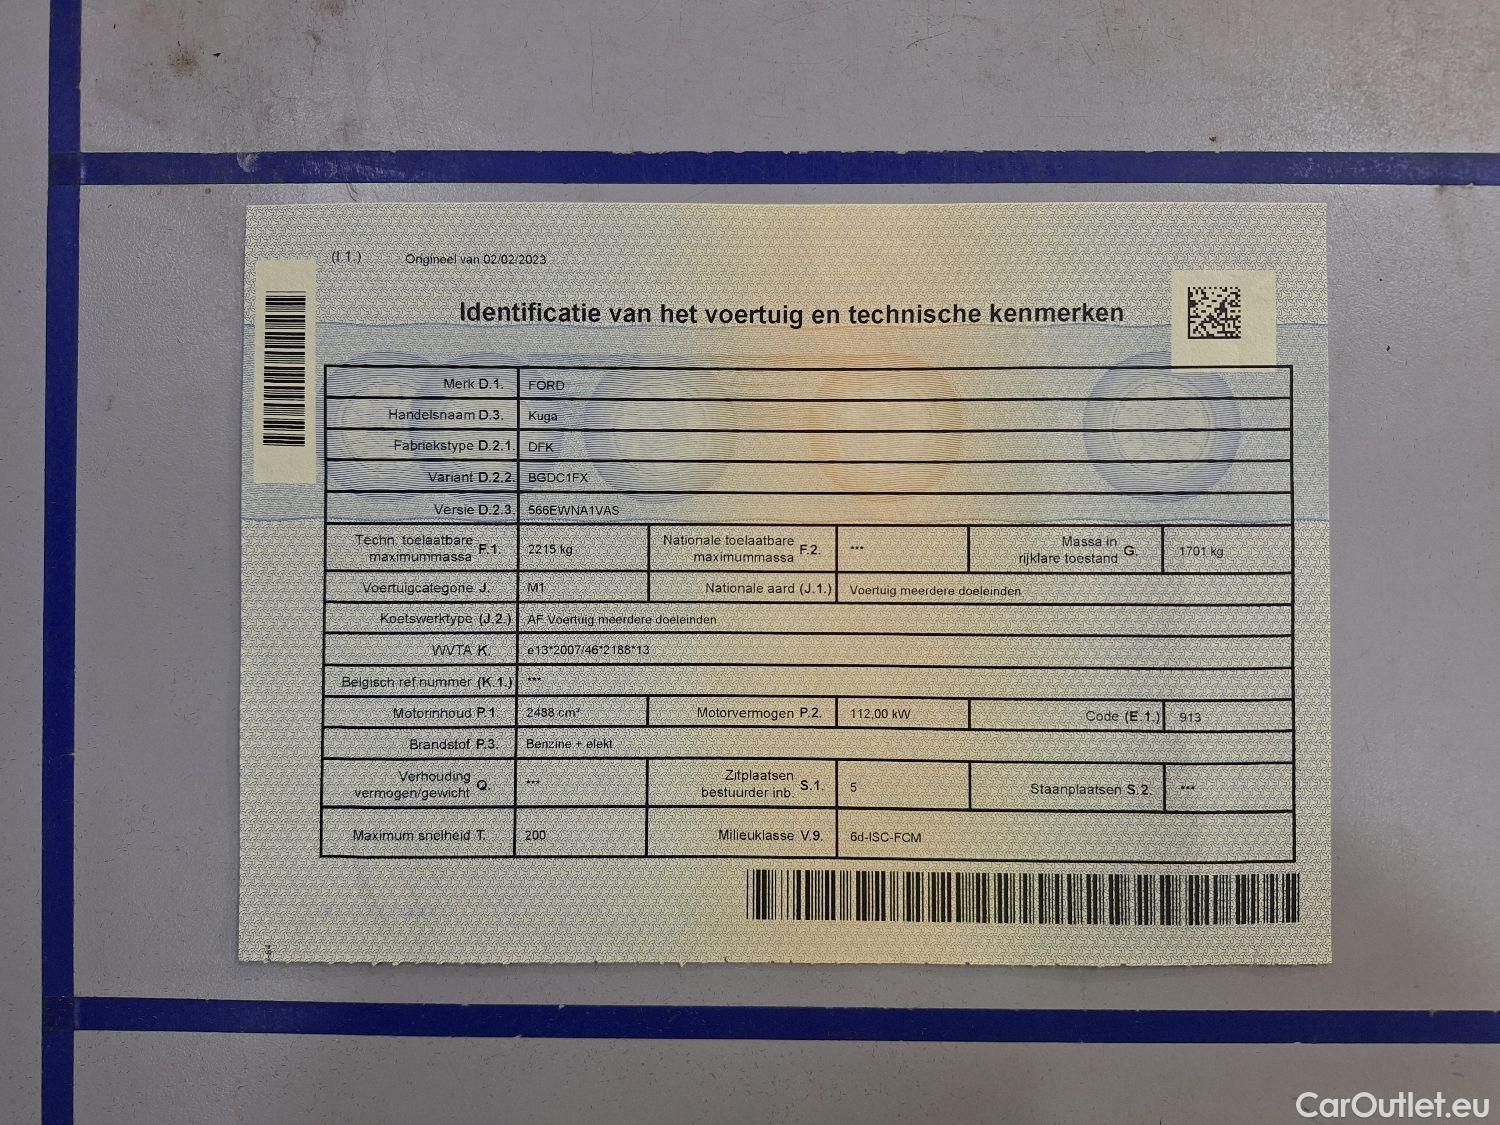 (I.1.) Origineel van 02/02/2023
Identificatie van het voertuig en technische kenmerken
Merk D.1. FORD
Handelsnaam D.3. Kuga
Fabriekstype D.2.1. DFK
Variant D.2.2. BGDC1FX
Versie D.2.3. 566EWNA1VAS
Techn. toelaatbare maximummassa F.1. 2215 kg Nationale toelaatbare maximummassa F.2. *** Massa in rijklare toestand G. 1701 kg
Voertuigcategorie J. M1 Nationale aard (J.1.) Voertuig meerdere doeleinden
Koetswerktype (J.2.) AF Voertuig meerdere doeleinden
WVTA K. e13*2007/46*2188*13
Belgisch ref nummer (K.1.) ***
Motorinhoud P.1. 2488 cm³ Motorvermogen P.2. 112,00 kW Code (E.1.) 913
Brandstof P.3. Benzine + elekt
Verhouding vermogen/gewicht Q. *** Zitplaatsen bestuurder inb. S.1. 5 Staanplaatsen S.2. ***
Maximum snelheid T. 200 Milieuklasse V.9. 6d-ISC-FCM
CarOutlet.eu